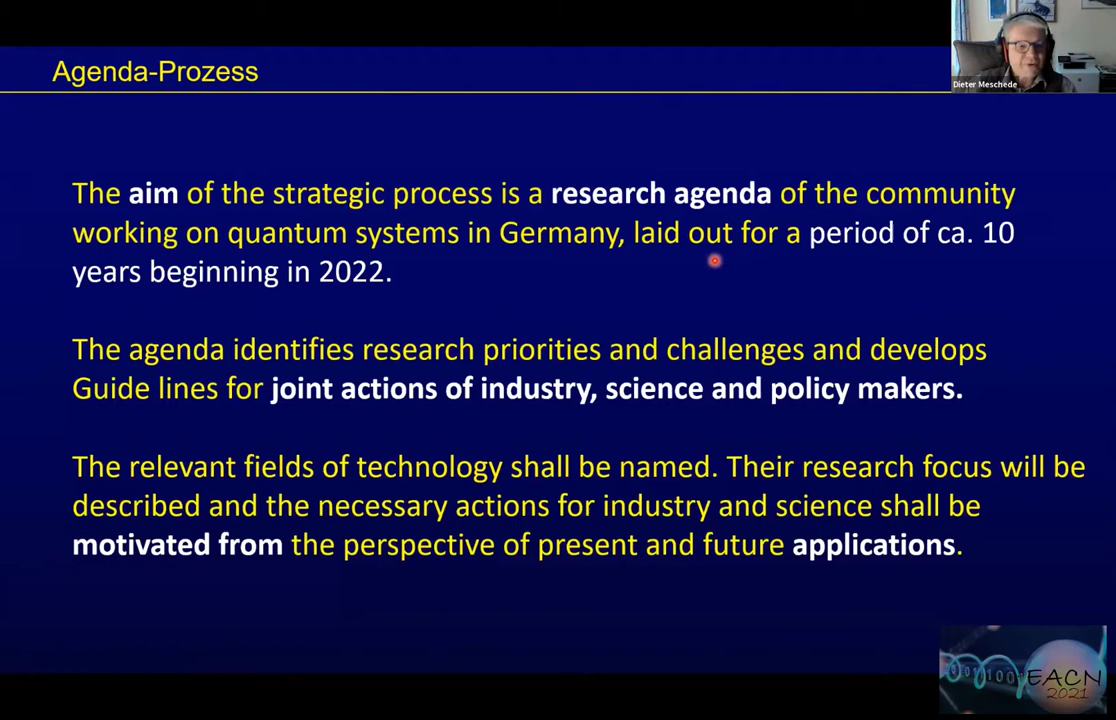 Agenda-Prozess
Dieter Meschede
The aim of the strategic process is a research agenda of the community
working on quantum systems in Germany, laid out for a period of ca. 10
years beginning in 2022.
The agenda identifies research priorities and challenges and develops
Guide lines for joint actions of industry, science and policy makers.
The relevant fields of technology shall be named. Their research focus will be
described and the necessary actions for industry and science shall be
motivated from the perspective of present and future applications.
EACN
2021